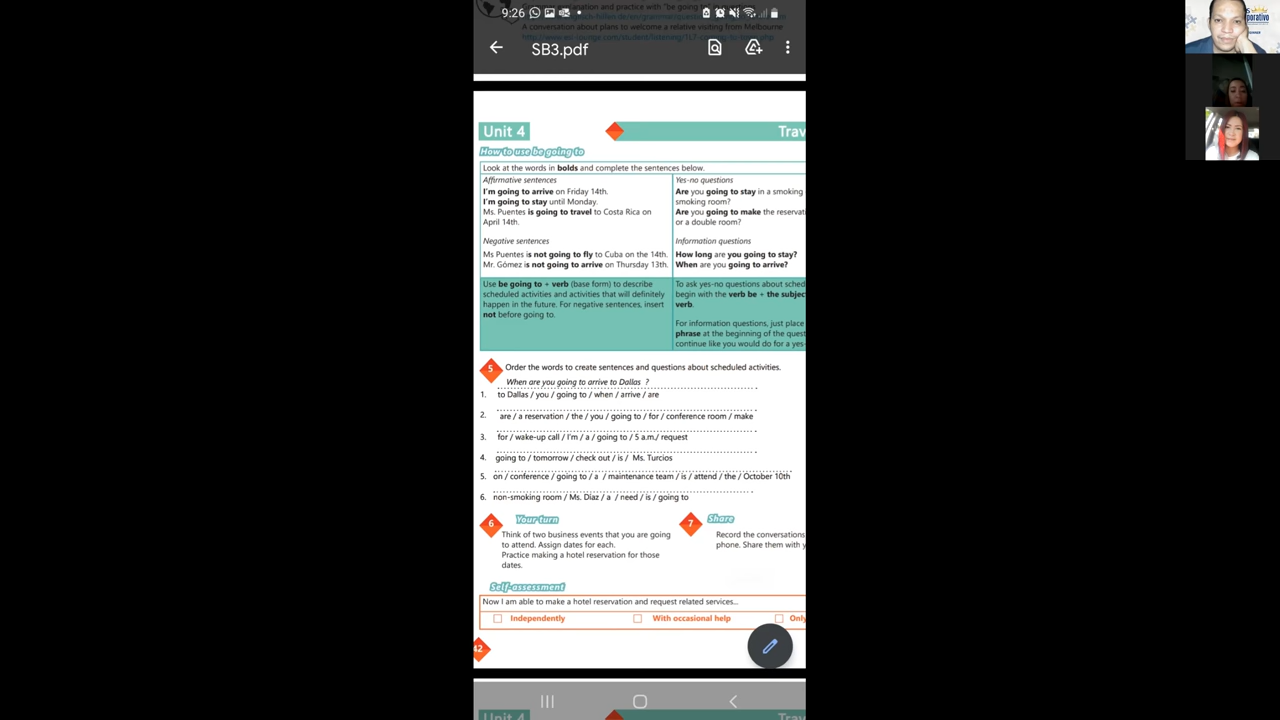 9:26
A conversation about plans to welcome a relative visiting from Melbourne
SB3.pdf
Unit 4
Trav
How to use be going to
Look at the words in bolds and complete the sentences below.
Affirmative sentences
I'm going to arrive on Friday 14th.
I'm going to stay until Monday.
Ms. Puentes is going to travel to Costa Rica on
April 14th.
Negative sentences
Ms Puentes is not going to fly to Cuba on the 14th.
Mr. Gómez is not going to arrive on Thursday 13th.
Yes-no questions
Are you going to stay in a smoking
smoking room?
Are you going to make the reservati
or a double room?
Information questions
How long are you going to stay?
When are you going to arrive?
Use be going to + verb (base form) to describe
scheduled activities and activities that will definitely
happen in the future. For negative sentences, insert
not before going to.
To ask yes-no questions about sched
begin with the verb be + the subjec
verb.
For information questions, just place
phrase at the beginning of the quest
continue like you would do for a yes-
5 Order the words to create sentences and questions about scheduled activities.
When are you going to arrive to Dallas ?
1. to Dallas / you / going to / when / arrive / are
2. are / a reservation / the / you / going to / for / conference room / make
3. for / wake-up call / I'm / a / going to / 5 a.m./ request
4. going to / tomorrow / check out / is / Ms. Turcios
5. on / conference / going to / a / maintenance team / is / attend / the / October 10th
6. non-smoking room / Ms. Diaz / a / need / is / going to
6 Your turn
Think of two business events that you are going
to attend. Assign dates for each.
Practice making a hotel reservation for those
dates.
7 Share
Record the conversations
phone. Share them with y
Self-assessment
Now I am able to make a hotel reservation and request related services...
Independently
With occasional help
Only
42
Unit 4
Trav